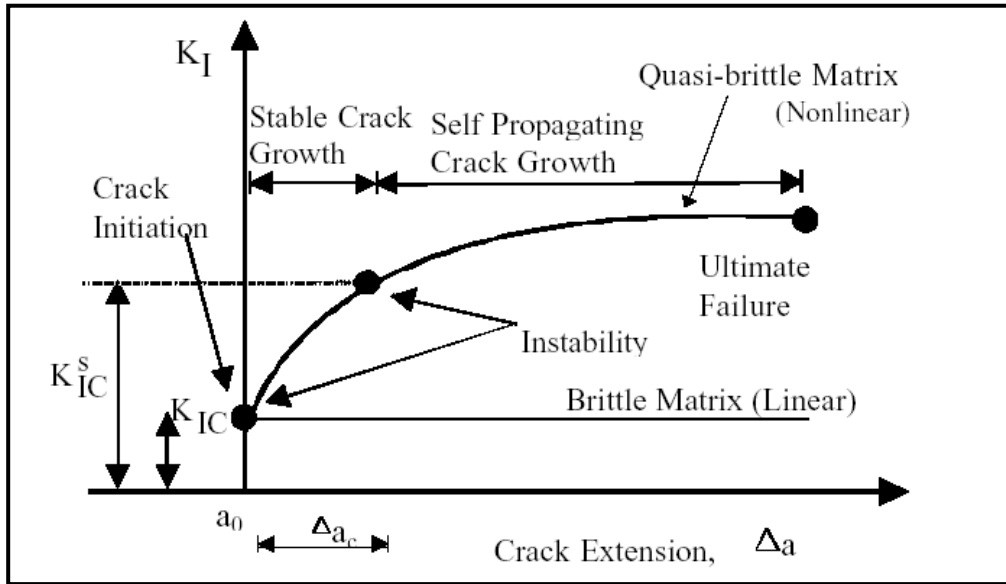 K_I
Quasi-brittle Matrix
(Nonlinear)
Stable Crack
Growth
Self Propagating
Crack Growth
Crack
Initiation
Ultimate
Failure
Instability
K^S_IC
K_IC
Brittle Matrix (Linear)
a_0
Δa_c
Crack Extension, Δa